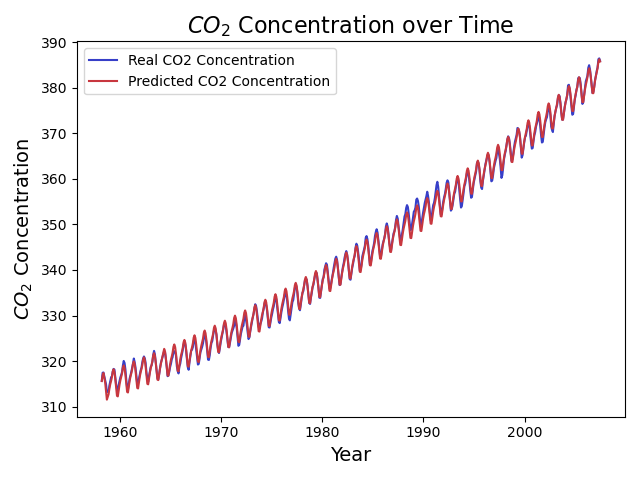 CO₂ Concentration over Time
Real CO2 Concentration
Predicted CO2 Concentration
CO₂ Concentration
390
380
370
360
350
340
330
320
310
1960 1970 1980 1990 2000
Year